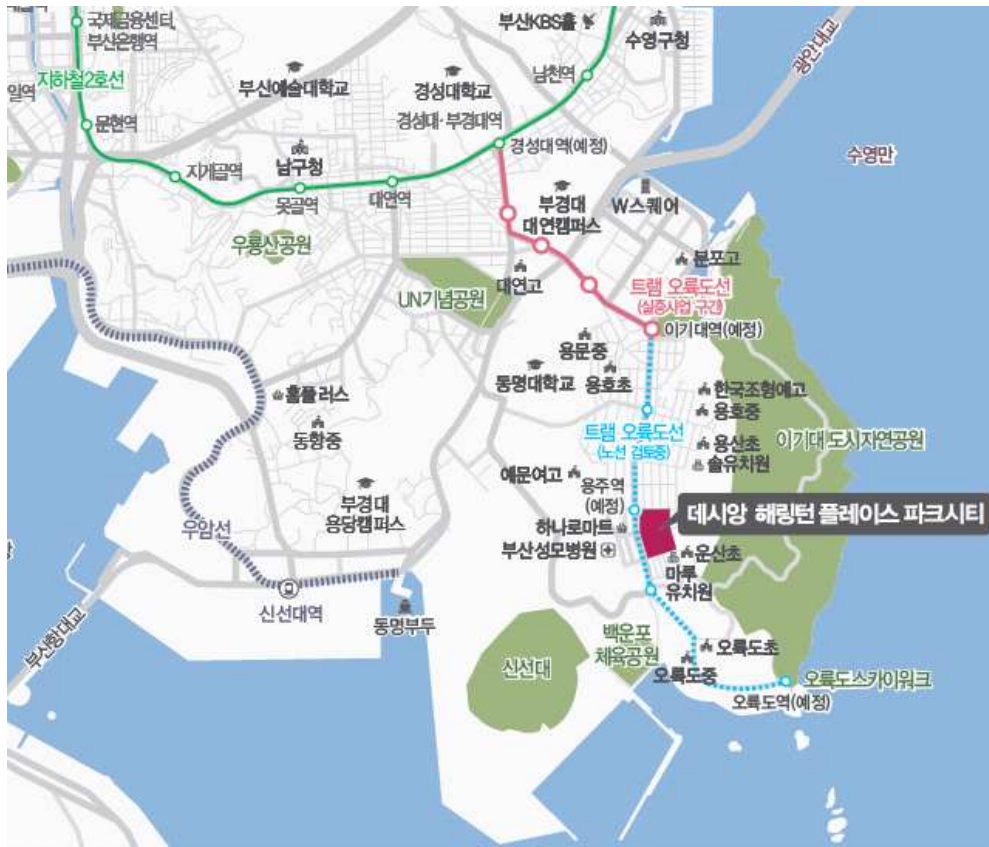 국제금융센터,
부산은행역
지하철2호선
일역
문현역
지게골역
부산예술대학교
남구청
못골역
대연역
경성대학교
경성대·부경대역
부산KBS홀
남천역
수영구청
광안대교
수영만
경성대역(예정)
부경대
대연캠퍼스
W스퀘어
우룡산공원
UN기념공원
대연고
분포고
트램 오륙도선
(실증사업 구간)
이기대역(예정)
용문중
동명대학교
용호초
한국조형예고
용호중
홈플러스
동항중
트램 오륙도선
(노선 검토중)
용산초
솔유치원
이기대 도시자연공원
예문여고
용주역
(예정)
부경대
용당캠퍼스
데시앙 해링턴 플레이스 파크시티
우암선
하나로마트
부산성모병원
운산초
마루
유치원
신선대역
동명부두
부산항대교
신선대
백운포
체육공원
오륙도초
오륙도중
오륙도스카이워크
오륙도역(예정)